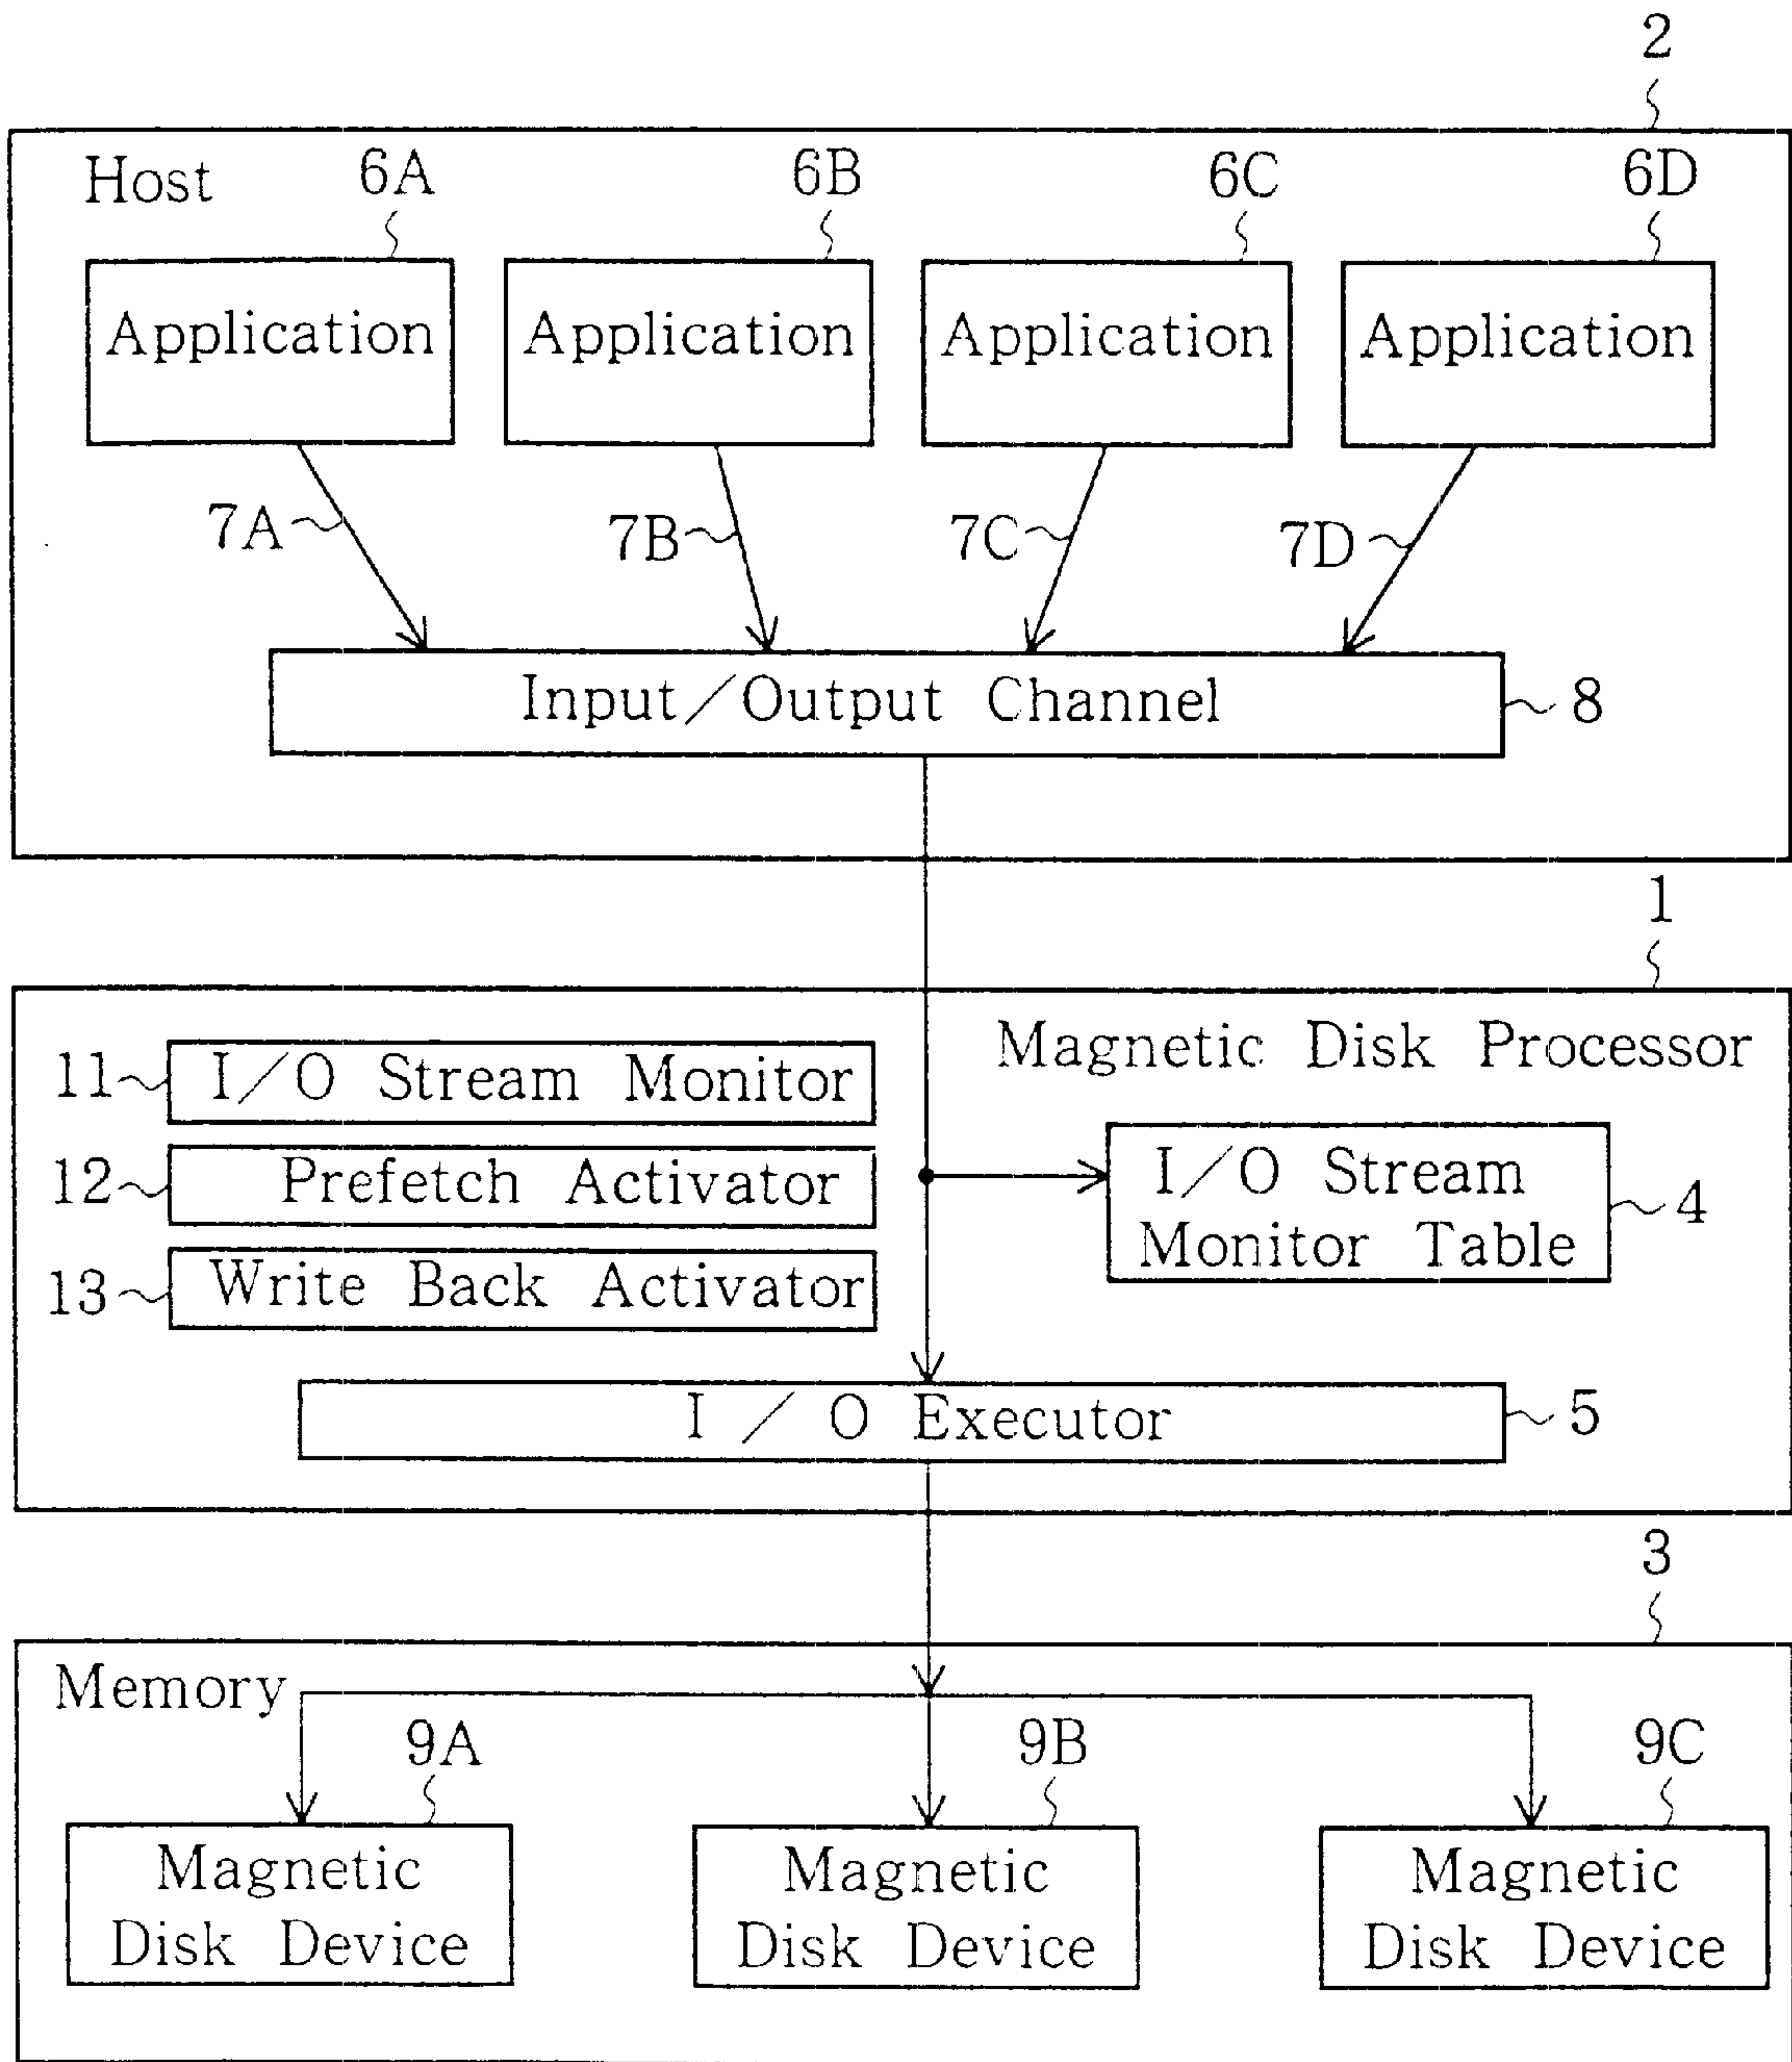 2
Host
6A
6B
6C
6D
Application
Application
Application
Application
7A
7B
7C
7D
Input/Output Channel
8
1
Magnetic Disk Processor
11
I/O Stream Monitor
12
Prefetch Activator
13
Write Back Activator
I/O Stream
Monitor Table
4
I/O Executor
5
3
Memory
9A
9B
9C
Magnetic
Disk Device
Magnetic
Disk Device
Magnetic
Disk Device